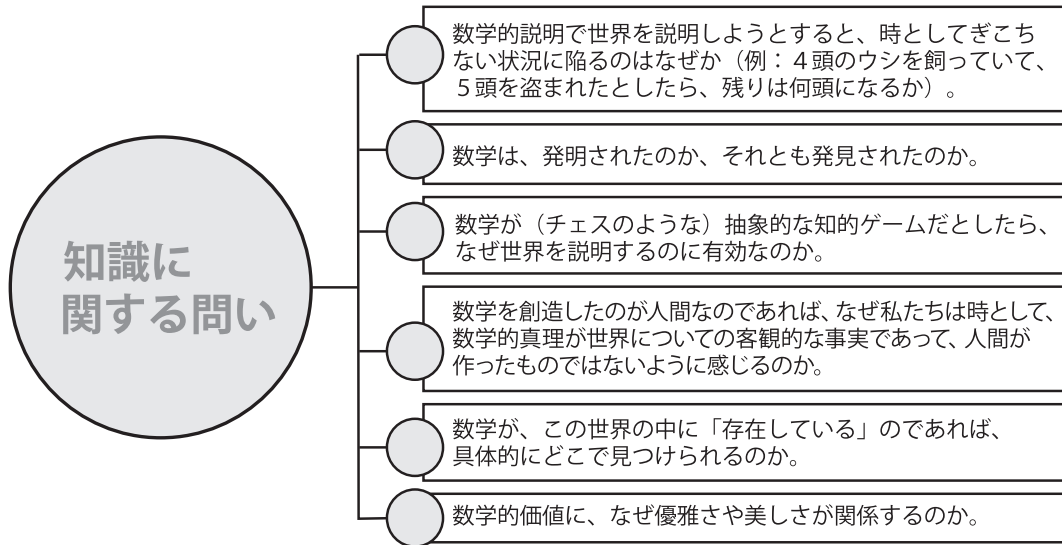 知識に
関する問い
数学的説明で世界を説明しようとすると、時としてぎこち
ない状況に陥るのはなぜか（例：４頭のウシを飼っていて、
５頭を盗まれたとしたら、残りは何頭になるか）。
数学は、発明されたのか、それとも発見されたのか。
数学が（チェスのような）抽象的な知的ゲームだとしたら、
なぜ世界を説明するのに有効なのか。
数学を創造したのが人間なのであれば、なぜ私たちは時として、
数学的真理が世界についての客観的な事実であって、人間が
作ったものではないように感じるのか。
数学が、この世界の中に「存在している」のであれば、
具体的にどこで見つけられるのか。
数学的価値に、なぜ優雅さや美しさが関係するのか。